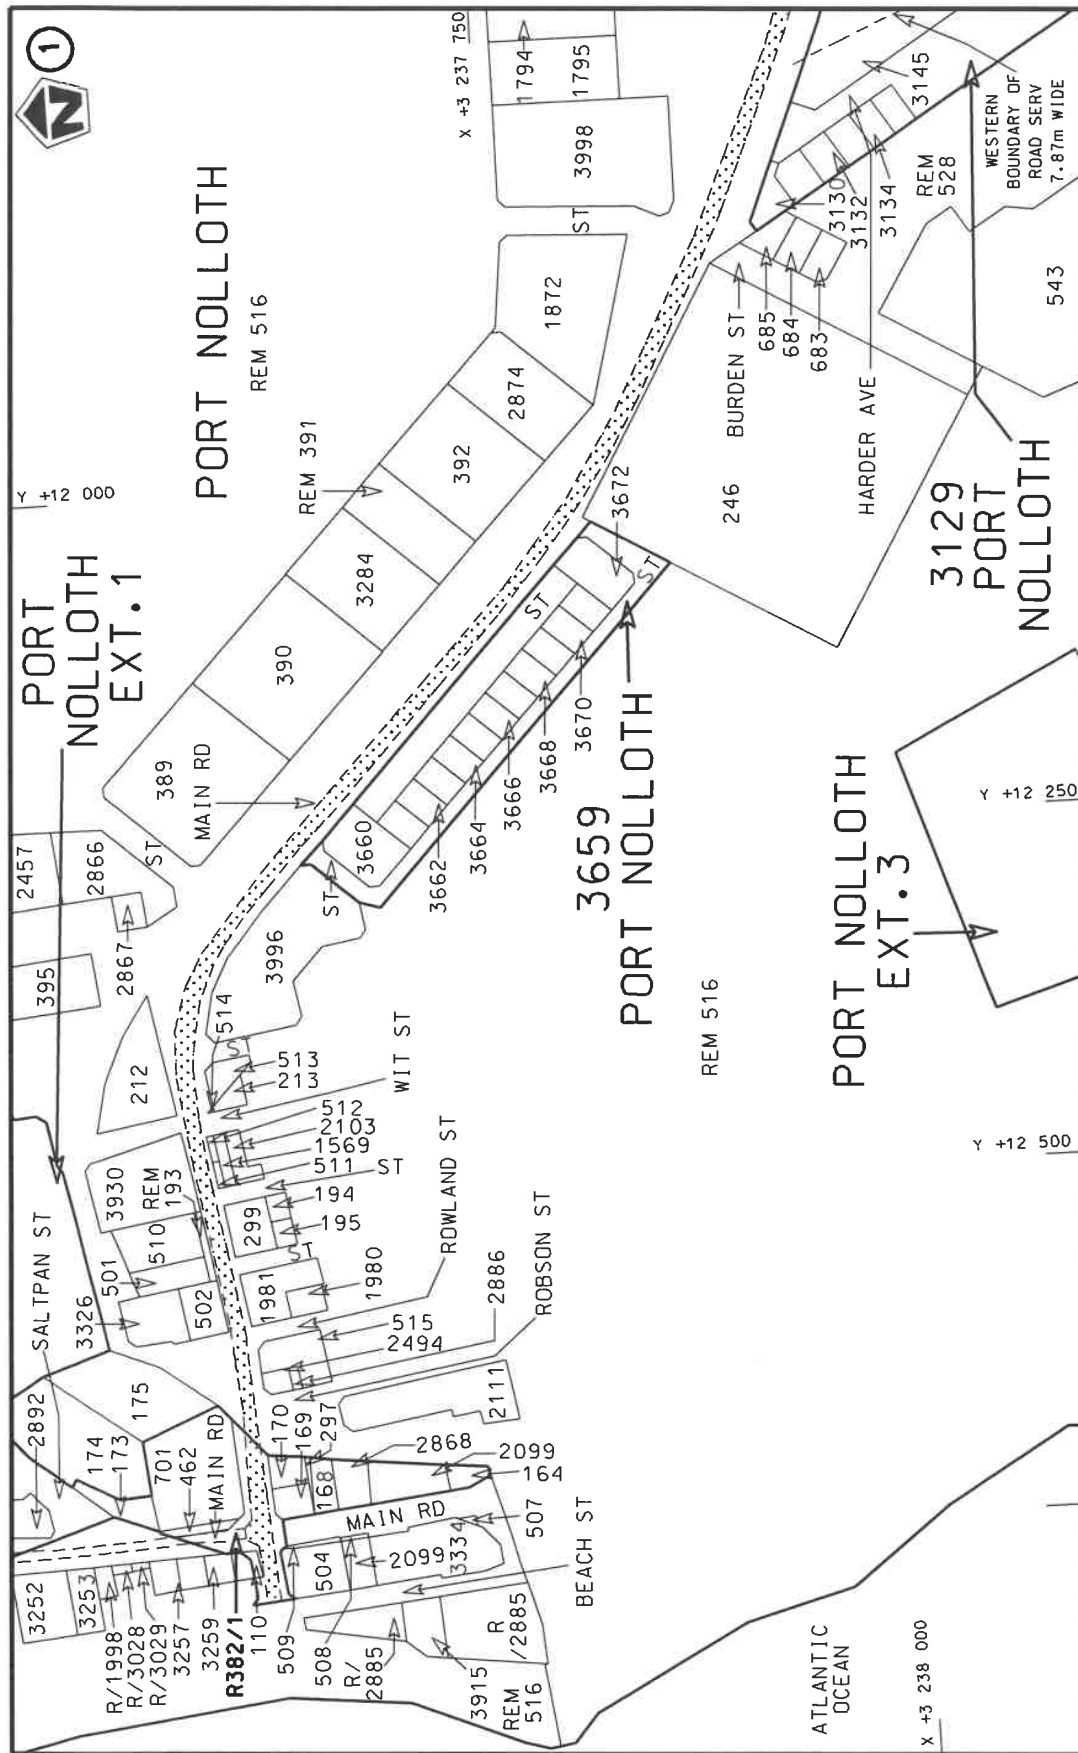 1
N
PORT
NOLLOTH
EXT.1
Y +12 000
PORT NOLLOTH
REM 516
X +3 237 750
1794
1795
3998
ST
1872
2874
392
REM 391
3284
390
389
MAIN RD
ST
2457
2866
2867
395
212
3930
REM
193
510
501
3326
502
SALTPAN ST
2892
175
174
173
701
462
MAIN RD
3252
3253
R/1998
R/3028
R/3029
3257
3259
R382/1
110
509
504
508
R/
2885
2099
3334
507
BEACH ST
3915
R
/2885
REM
516
MAIN RD
170
169
297
168
2868
2099
164
2111
ROBSON ST
2886
2494
515
ROWLAND ST
1981
1980
ST
299
194
195
ST
511
1569
2103
512
WIT ST
213
513
ST
514
3996
ST
3660
3662
3664
3666
3668
3670
3672
ST
ST
3659
PORT NOLLOTH
REM 516
246
BURDEN ST
685
684
683
HARDER AVE
3130
3132
3134
3145
REM
528
WESTERN
BOUNDARY OF
ROAD SERV
7.87m WIDE
543
3129
PORT
NOLLOTH
PORT NOLLOTH
EXT.3
Y +12 250
Y +12 500
ATLANTIC
OCEAN
X +3 238 000